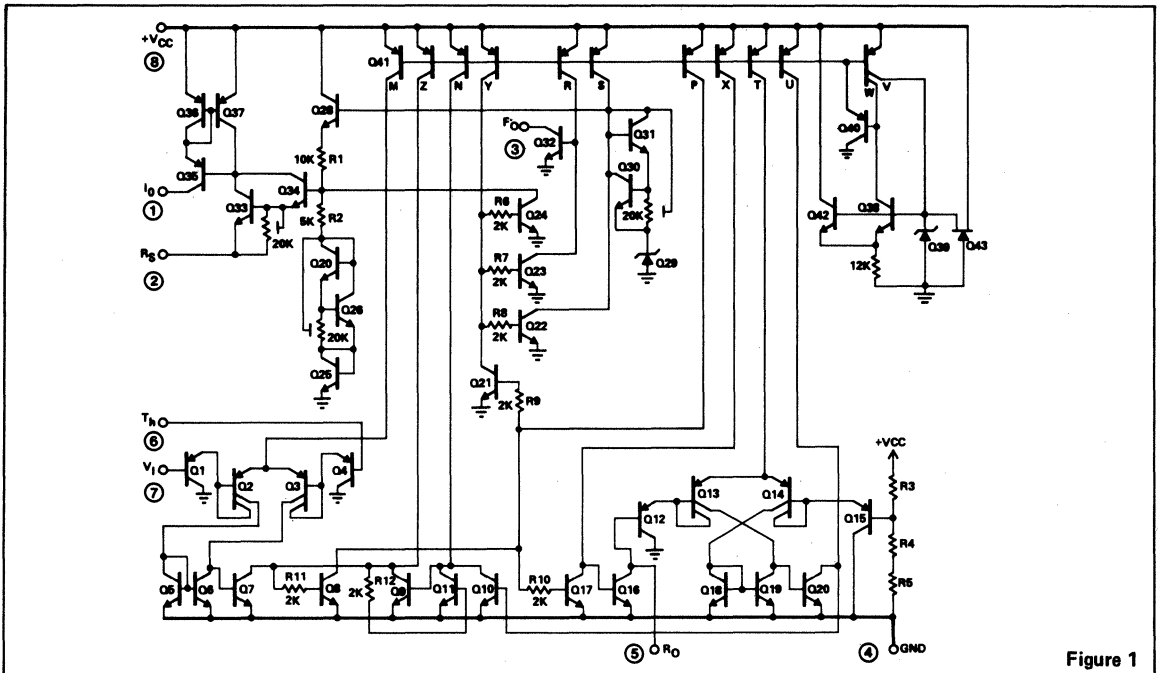 +VCC
⑧
Q41
M
Z
N
Y
R
S
P
X
T
U
W
V
Q36
Q37
Q28
Q31
Q40
③
Q32
10K
R1
Q30
Q35
Q34
IO
①
Q33
R6
2K
Q24
20K
Q42
Q38
5K
R2
20K
RS
②
R7
2K
Q23
Q29
12K
Q39
Q43
Q20
Q26
R8
2K
Q22
20K
Q25
Q21
2K
R9
Th
⑥
+VCC
VI
⑦
Q1
Q2
Q3
Q4
Q13
Q14
R3
Q12
Q15
R4
Q5
Q6
Q7
R11
2K
Q8
R12
2K
Q9
Q11
Q10
R10
2K
Q17
Q16
Q18
Q19
Q20
R5
⑤
RO
④
GND
Figure 1